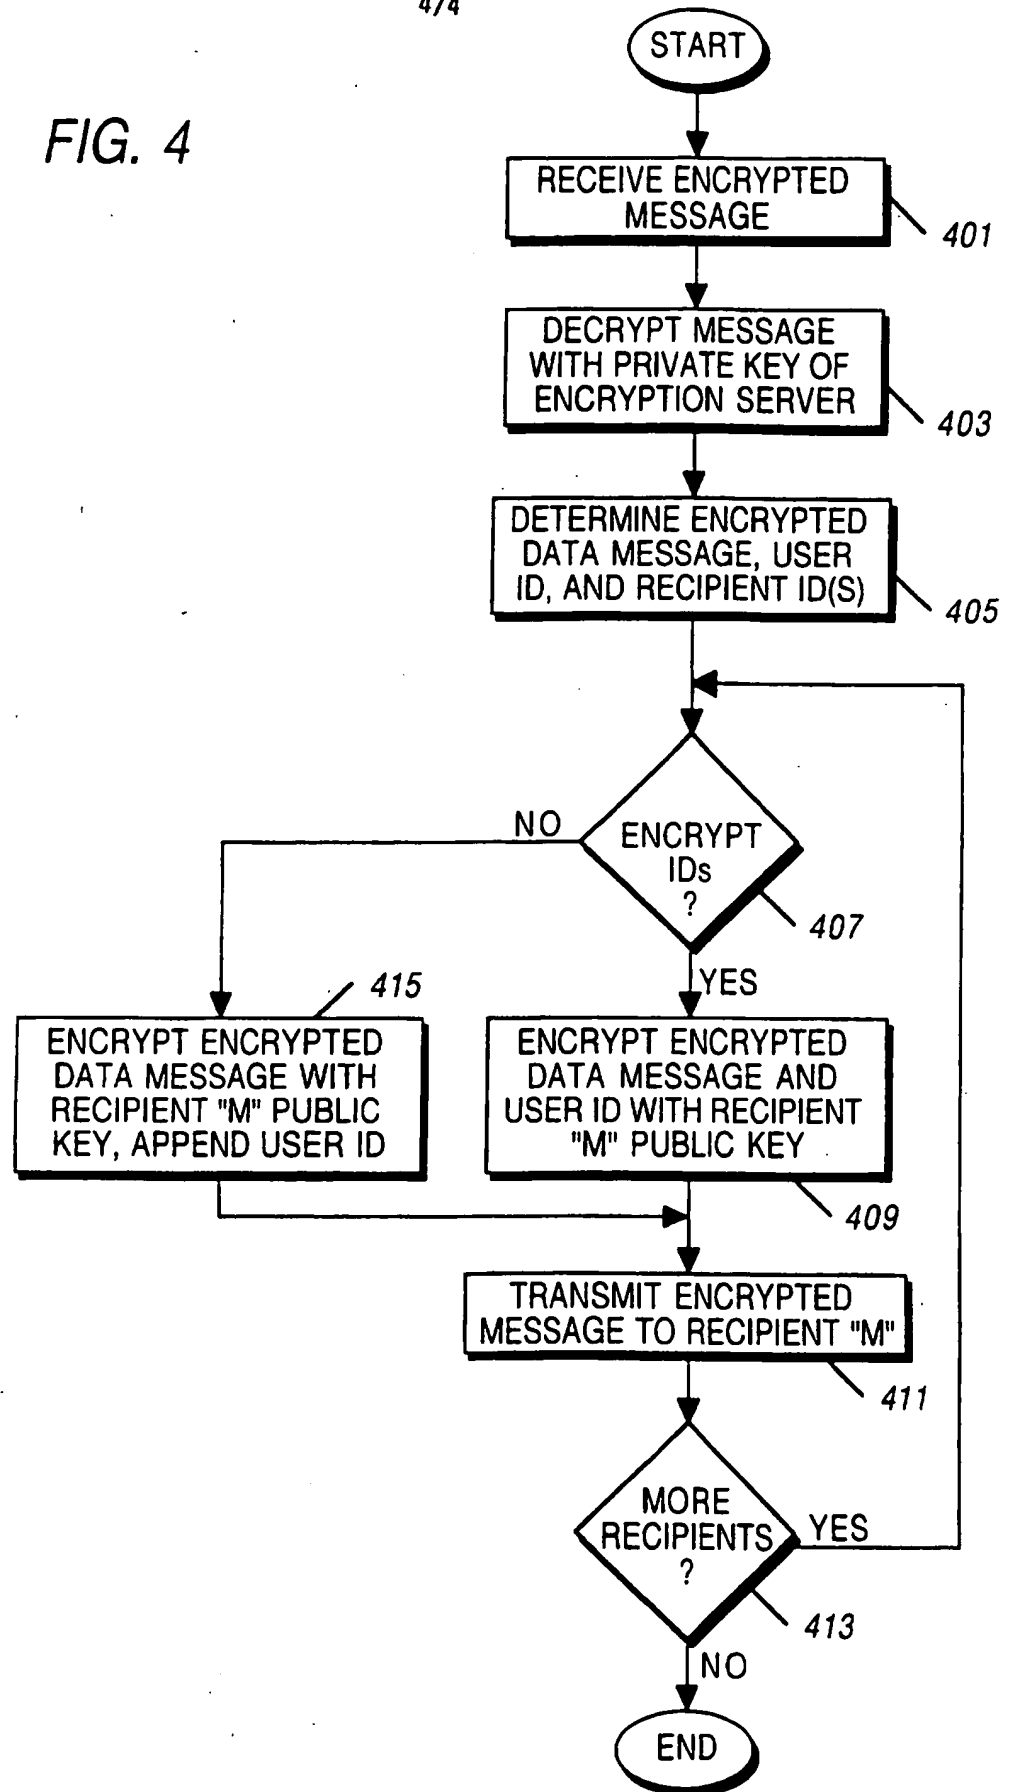 4/4
START
FIG. 4
RECEIVE ENCRYPTED
MESSAGE
401
DECRYPT MESSAGE
WITH PRIVATE KEY OF
ENCRYPTION SERVER
403
DETERMINE ENCRYPTED
DATA MESSAGE, USER
ID, AND RECIPIENT ID(S)
405
NO
ENCRYPT
IDs
?
407
YES
415
ENCRYPT ENCRYPTED
DATA MESSAGE WITH
RECIPIENT "M" PUBLIC
KEY, APPEND USER ID
ENCRYPT ENCRYPTED
DATA MESSAGE AND
USER ID WITH RECIPIENT
"M" PUBLIC KEY
409
TRANSMIT ENCRYPTED
MESSAGE TO RECIPIENT "M"
411
MORE
RECIPIENTS
?
YES
413
NO
END